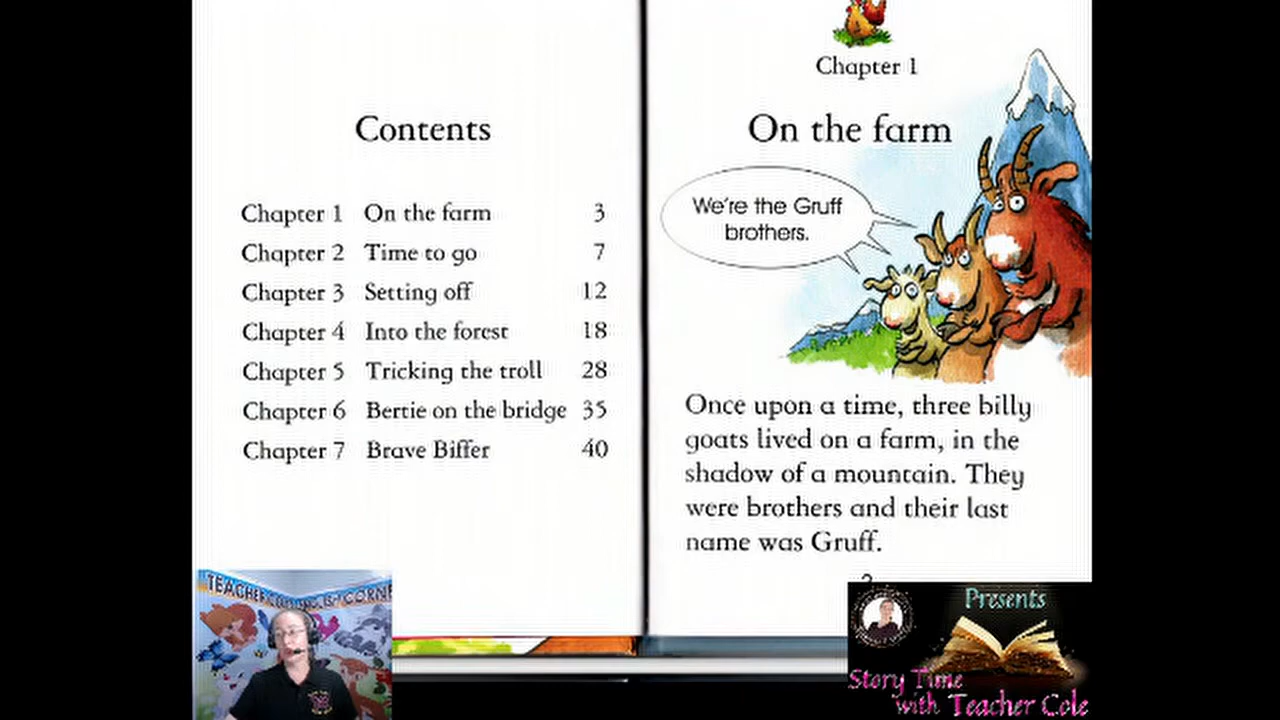 Contents
Chapter 1 On the farm 3
Chapter 2 Time to go 7
Chapter 3 Setting off 12
Chapter 4 Into the forest 18
Chapter 5 Tricking the troll 28
Chapter 6 Bertie on the bridge 35
Chapter 7 Brave Biffer 40
Chapter 1
On the farm
We're the Gruff
brothers.
Once upon a time, three billy
goats lived on a farm, in the
shadow of a mountain. They
were brothers and their last
name was Gruff.
TEACHER
CORNE
Presents
Story Time
with Teacher Cole